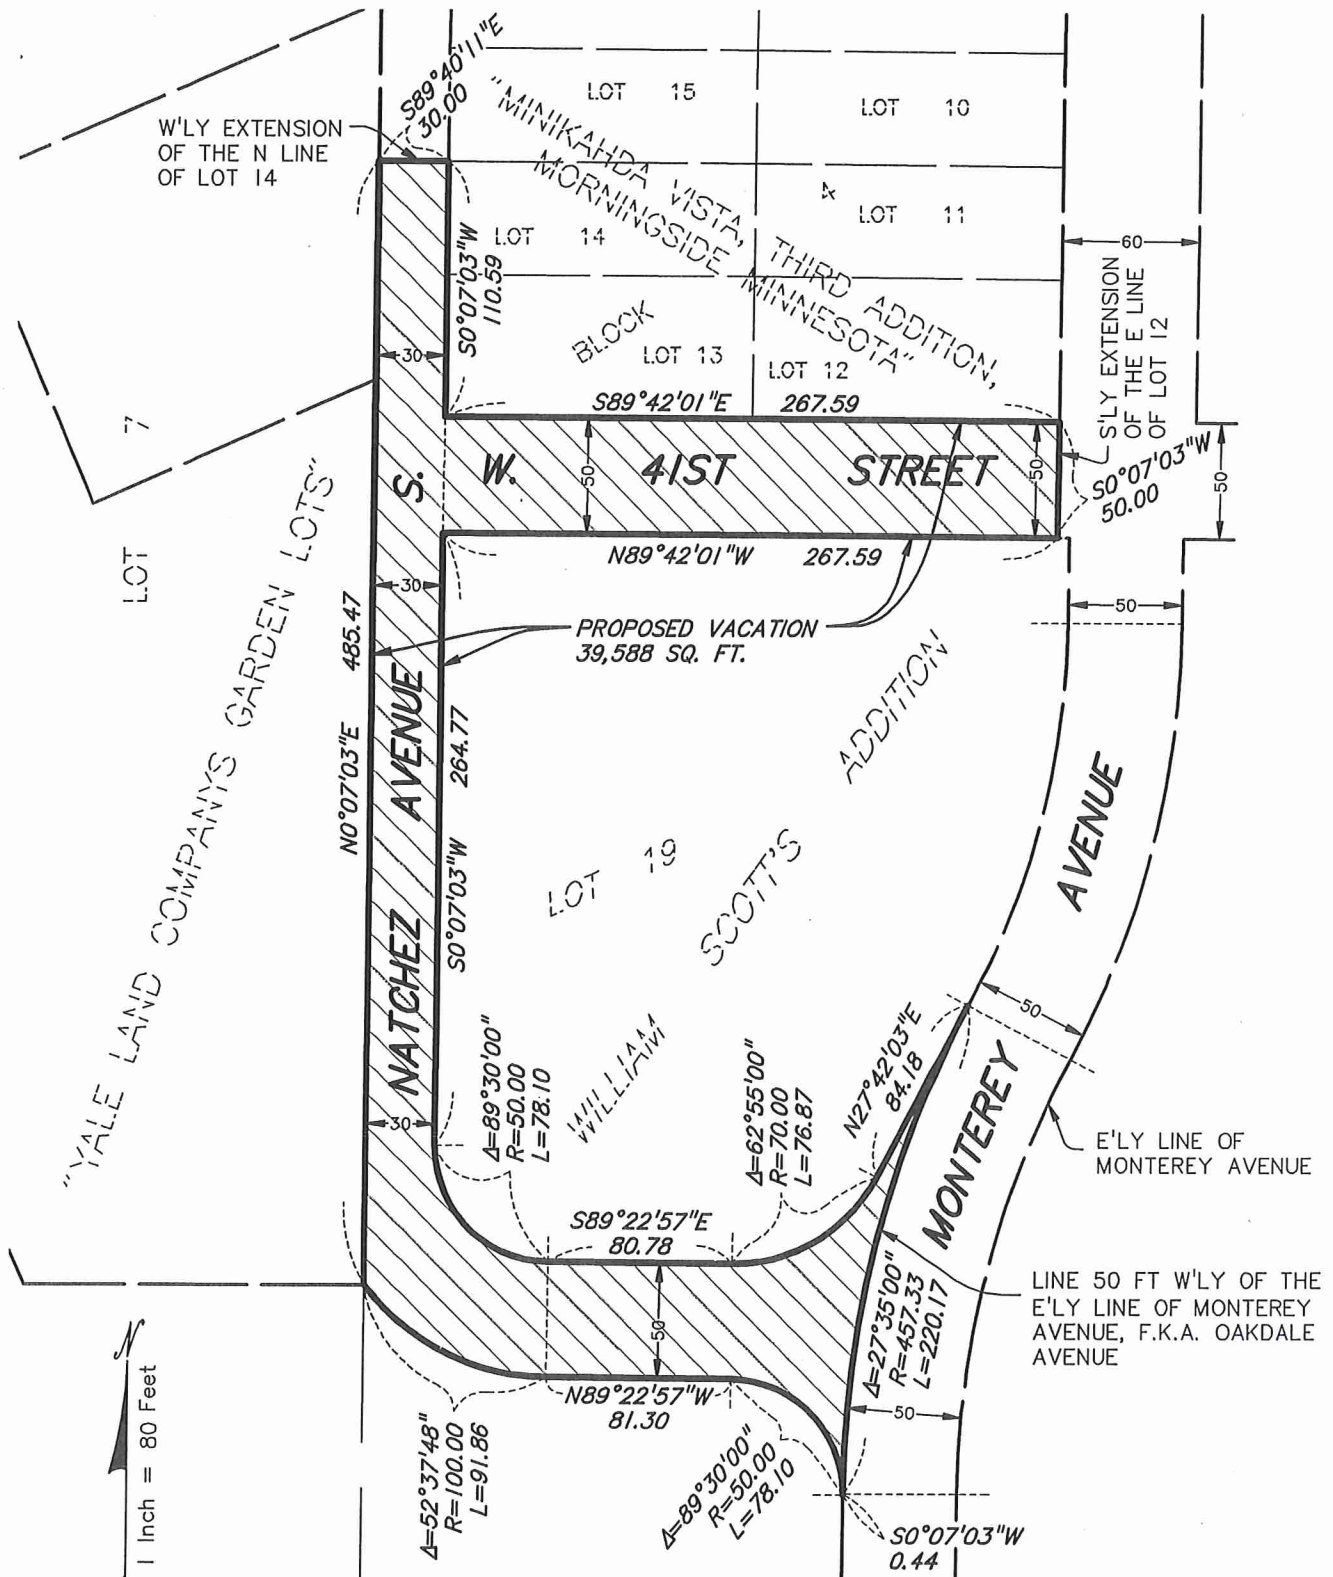 S89°40'11"E
30.00
W'LY EXTENSION
OF THE N LINE
OF LOT 14
LOT 15
LOT 10
"MINIKAHDA VISTA, THIRD ADDITION,
MORNINGSIDE MINNESOTA"
4
LOT 14
LOT 11
60
S0°07'03"W
110.59
S'LY EXTENSION
OF THE E LINE
OF LOT 12
30
BLOCK
LOT 13
LOT 12
S89°42'01"E 267.59
LOT 7
S.
W. 41ST STREET
50
50
S0°07'03"W
50.00
50
N89°42'01"W 267.59
30
50
PROPOSED VACATION
39,588 SQ. FT.
N0°07'03"E 485.47
NATCHEZ AVENUE
S0°07'03"W 264.77
"YALE LAND COMPANYS GARDEN LOTS"
LOT 19
WILLIAM SCOTT'S ADDITION
MONTEREY AVENUE
50
30
Δ=89°30'00"
R=50.00
L=78.10
Δ=62°55'00"
R=70.00
L=76.87
N27°42'03"E
84.18
E'LY LINE OF
MONTEREY AVENUE
S89°22'57"E
80.78
LINE 50 FT W'LY OF THE
E'LY LINE OF MONTEREY
AVENUE, F.K.A. OAKDALE
AVENUE
50
Δ=27°35'00"
R=457.33
L=220.17
N89°22'57"W
81.30
50
Δ=52°37'48"
R=100.00
L=91.86
Δ=89°30'00"
R=50.00
L=78.10
S0°07'03"W
0.44
N
1 Inch = 80 Feet